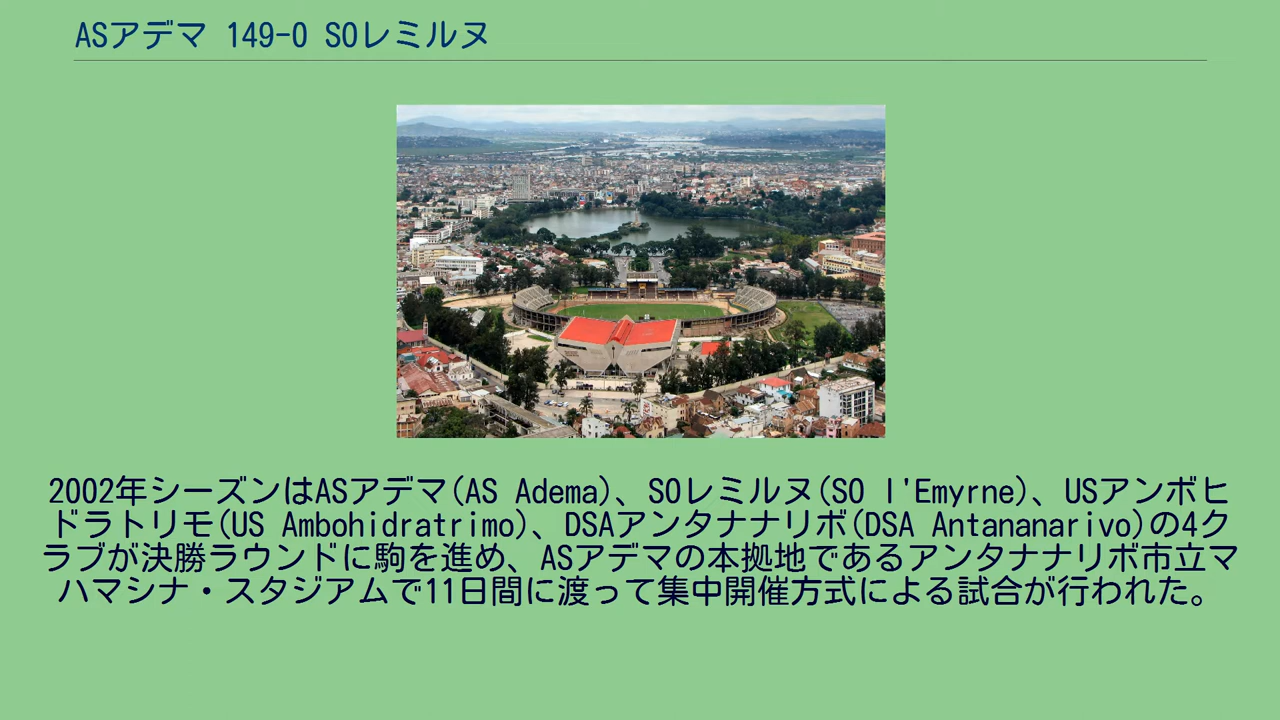 ASアデマ 149-0 SOレミルヌ
2002年シーズンはASアデマ(AS Adema)、SOレミルヌ(SO l'Emyrne)、USアンボヒ
ドラトリモ(US Ambohidratrimo)、DSAアンタナナリボ(DSA Antananarivo)の4ク
ラブが決勝ラウンドに駒を進め、ASアデマの本拠地であるアンタナナリボ市立マ
ハマシナ・スタジアムで11日間に渡って集中開催方式による試合が行われた。